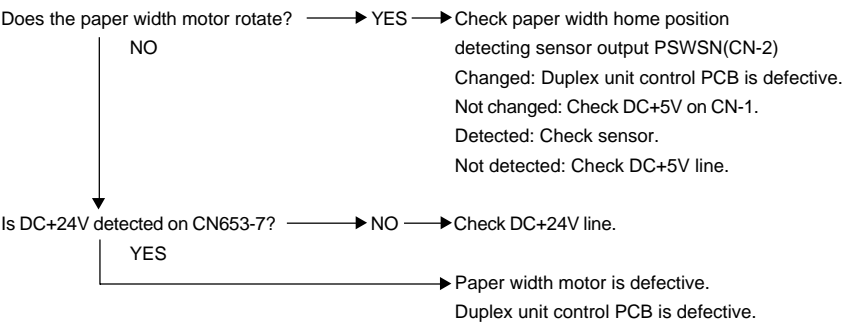 Does the paper width motor rotate? YES Check paper width home position
NO detecting sensor output PSWSN(CN-2)
Changed: Duplex unit control PCB is defective.
Not changed: Check DC+5V on CN-1.
Detected: Check sensor.
Not detected: Check DC+5V line.
Is DC+24V detected on CN653-7? NO Check DC+24V line.
YES
Paper width motor is defective.
Duplex unit control PCB is defective.